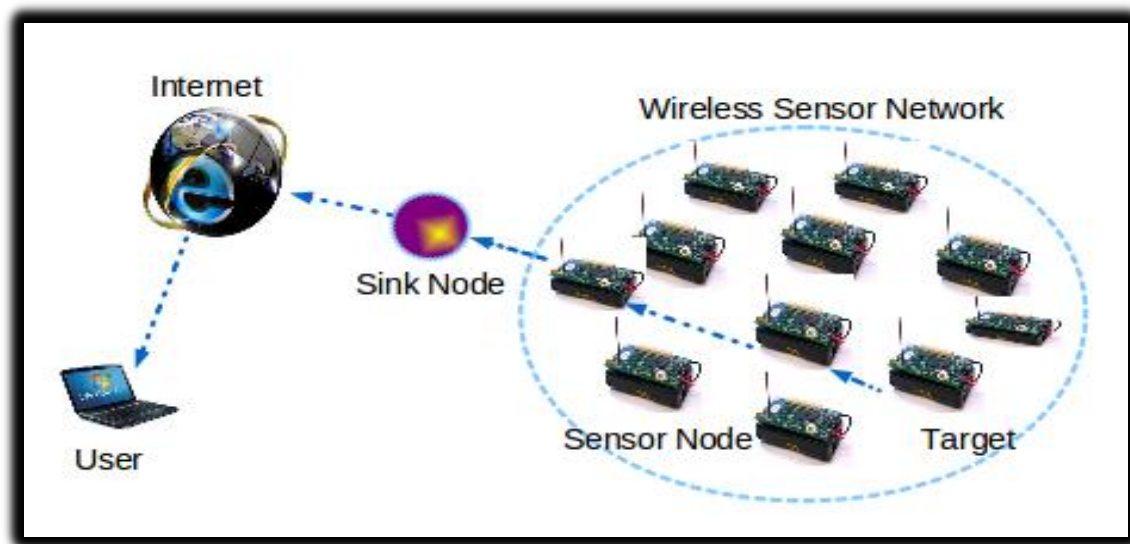 Internet
Wireless Sensor Network
Sink Node
Sensor Node
Target
User